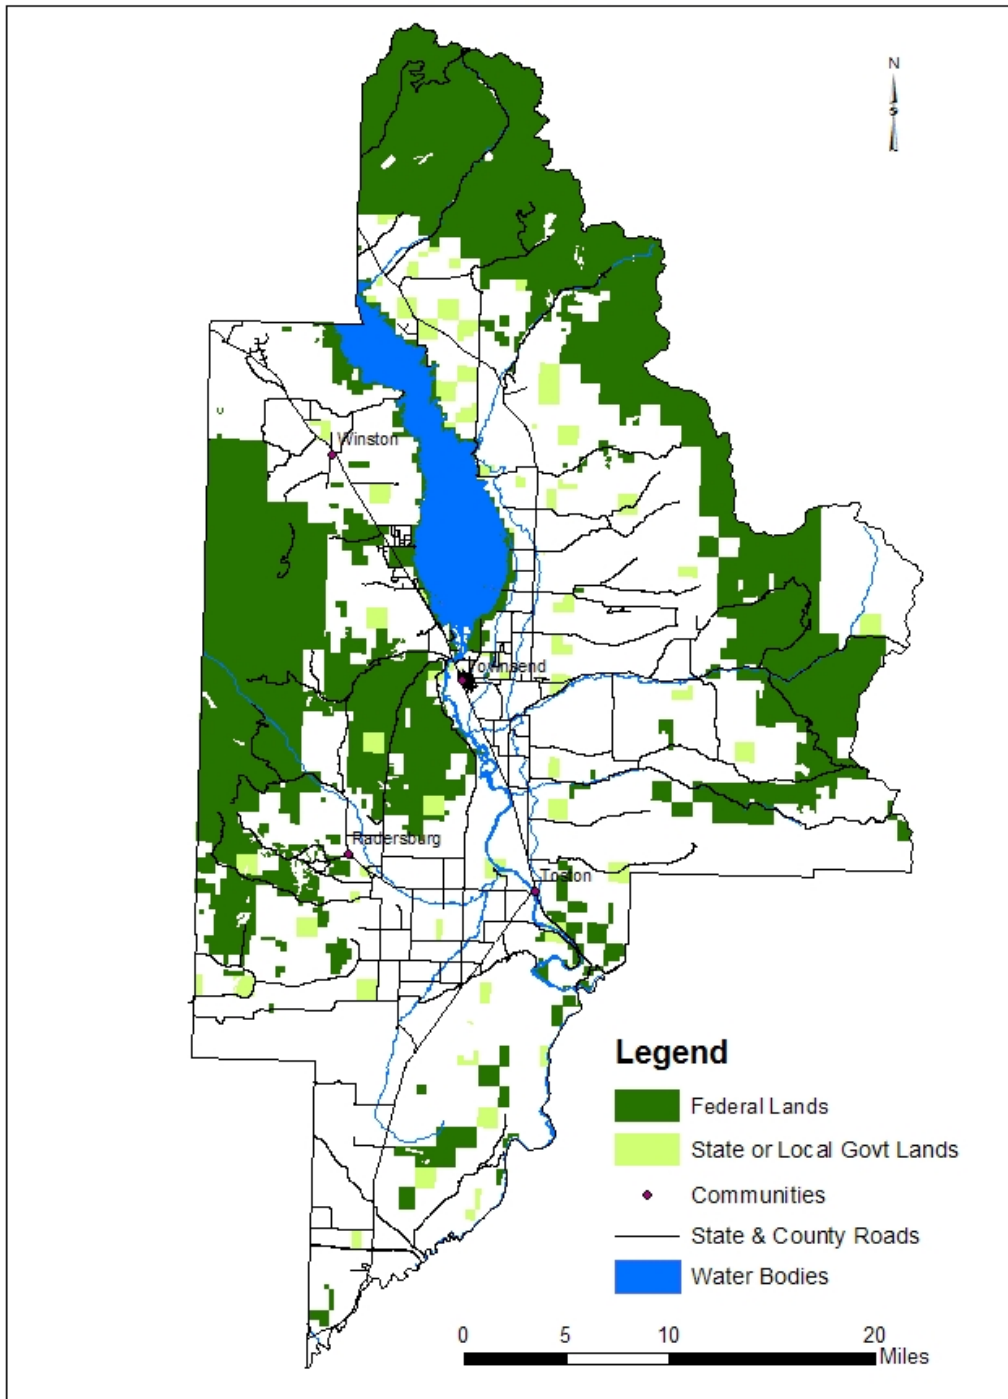 N
Winston
Townsend
Radersburg
Toston
Legend
Federal Lands
State or Local Govt Lands
Communities
State & County Roads
Water Bodies
0 5 10 20
Miles